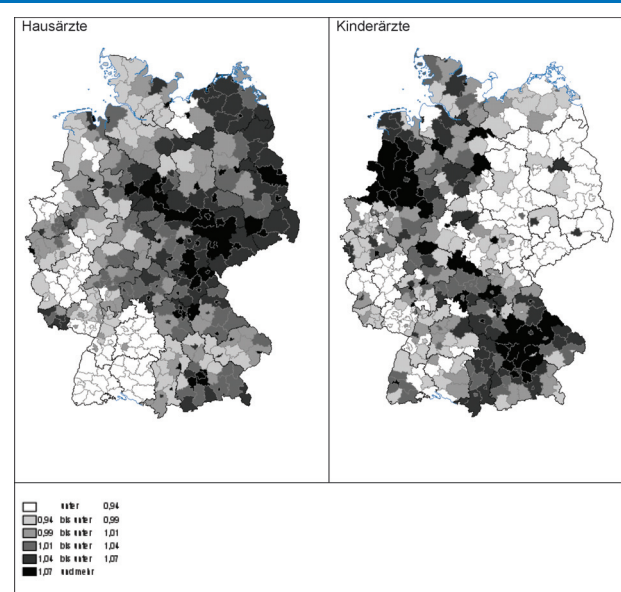 Hausärzte
Kinderärzte
unter 0,94
0,94 bis unter 0,99
0,99 bis unter 1,01
1,01 bis unter 1,04
1,04 bis unter 1,07
1,07 und mehr